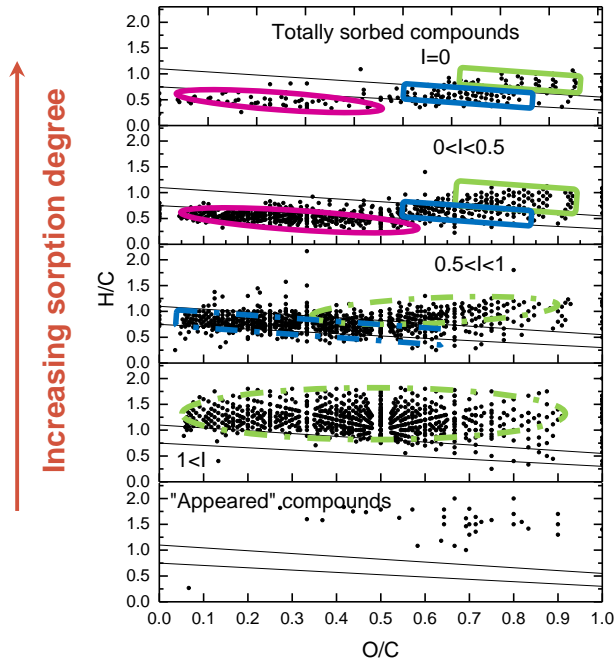 Increasing sorption degree
H/C
2.0
1.5
1.0
0.5
0.0
Totally sorbed compounds
I=0
2.0
1.5
1.0
0.5
0.0
0<I<0.5
2.0
1.5
1.0
0.5
0.0
0.5<I<1
2.0
1.5
1.0
0.5
0.0
1<I
2.0
1.5
1.0
0.5
0.0
"Appeared" compounds
0.0 0.1 0.2 0.3 0.4 0.5 0.6 0.7 0.8 0.9 1.0
O/C